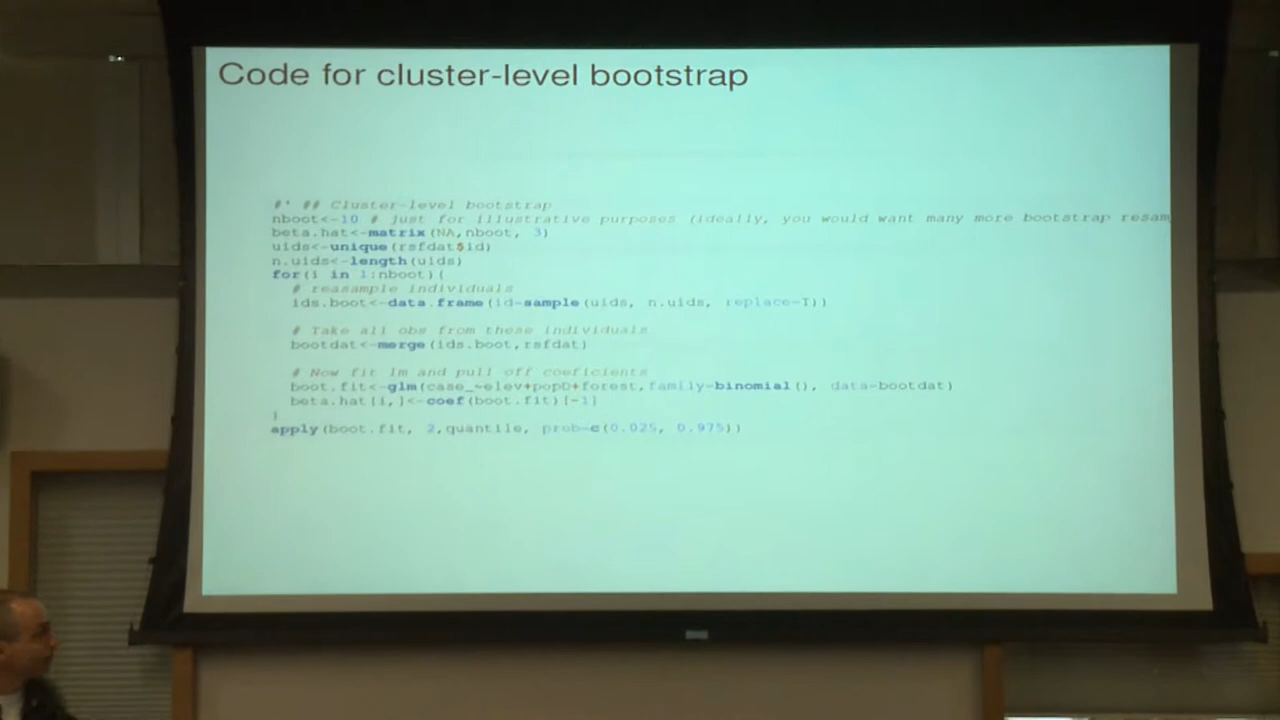 Code for cluster-level bootstrap
#' ## Cluster-level bootstrap
nboot<-10 # just for illustrative purposes (ideally, you would want many more bootstrap resam
beta.hat<-matrix(NA,nboot, 3)
uids<-unique(rsfdat$id)
n.uids<-length(uids)
for(i in 1:nboot){
# reasample individuals
ids.boot<-data.frame(id=sample(uids, n.uids, replace=T))
# Take all obs from these individuals
bootdat<-merge(ids.boot,rsfdat)
# Now fit lm and pull off coeficients
boot.fit<-glm(case_~elev+popD+forest,family=binomial(), data=bootdat)
beta.hat[i,]<-coef(boot.fit)[-1]
}
apply(boot.fit, 2,quantile, prob=c(0.025, 0.975))